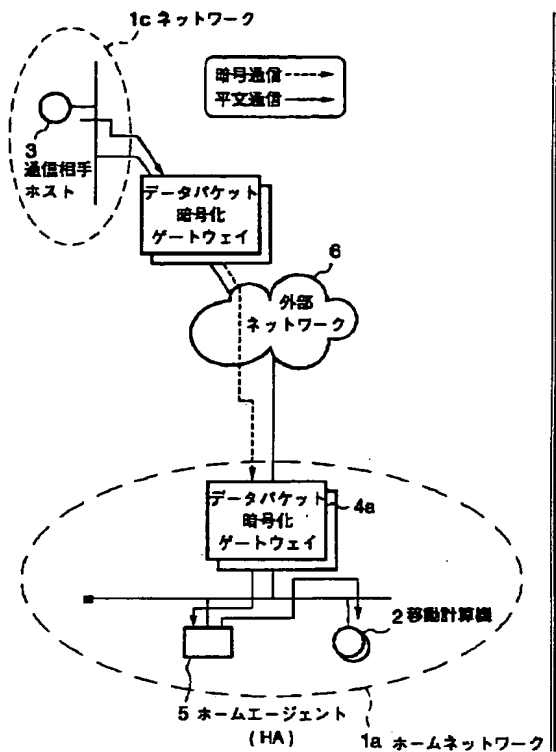 1c ネットワーク
暗号通信
平文通信
3
通信相手
ホスト
データパケット
暗号化
ゲートウェイ
6
外部
ネットワーク
データパケット
暗号化
ゲートウェイ
4a
2 移動計算機
5 ホームエージェント
(HA)
1a ホームネットワーク